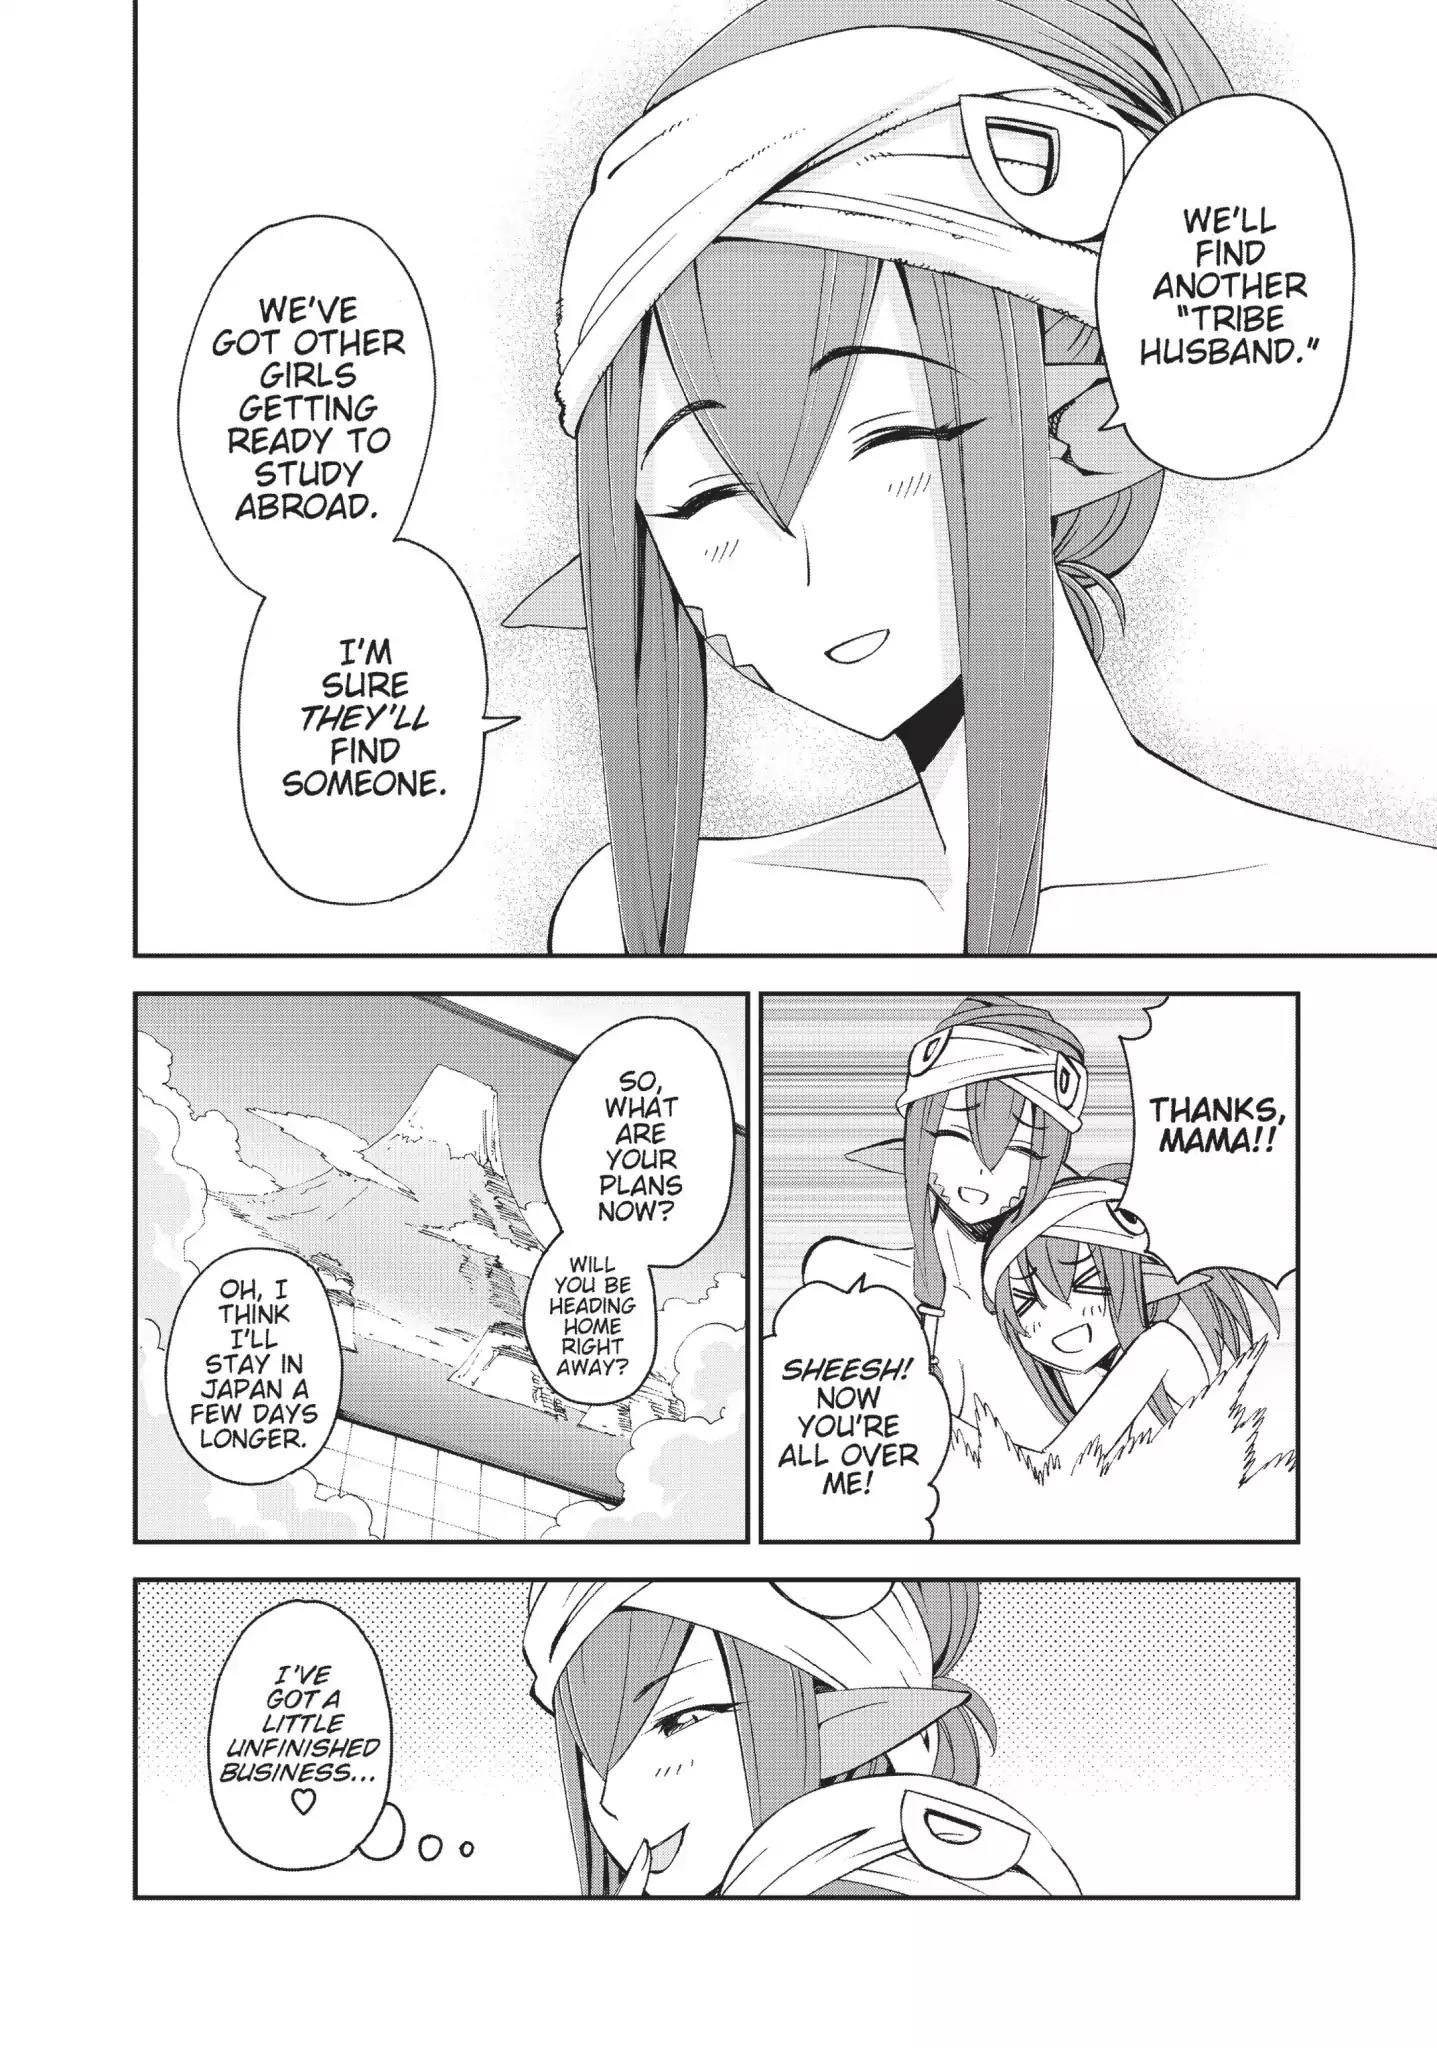 WE'LL
FIND
ANOTHER
"TRIBE
HUSBAND."
WE'VE
GOT OTHER
GIRLS
GETTING
READY TO
STUDY
ABROAD.
I'M
SURE
THEY'LL
FIND
SOMEONE.
THANKS,
MAMA!!
SHEESH!
NOW
YOU'RE
ALL OVER
ME!
SO,
WHAT
ARE
YOUR
PLANS
NOW?
WILL
YOU BE
HEADING
HOME
RIGHT
AWAY?
OH, I
THINK
I'LL
STAY IN
JAPAN A
FEW DAYS
LONGER.
I'VE
GOT A
LITTLE
UNFINISHED
BUSINESS...
♡